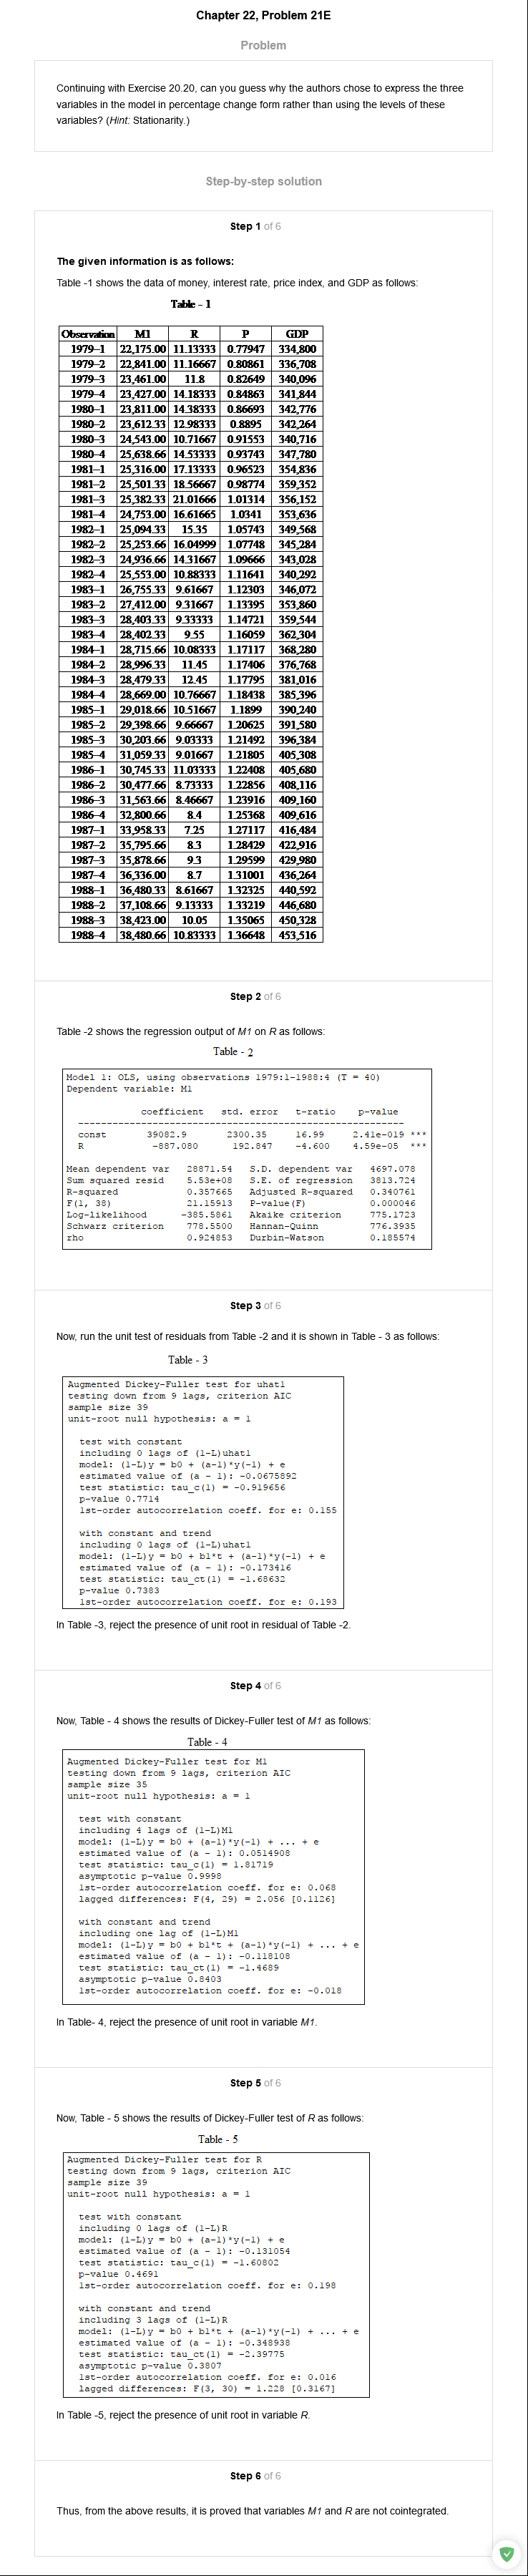 Chapter 22, Problem 21E
Problem
Continuing with Exercise 20.20, can you guess why the authors chose to express the three
variables in the model in percentage change form rather than using the levels of these
variables? (Hint: Stationarity.)
Step-by-step solution
Step 1 of 6
The given information is as follows:
Table -1 shows the data of money, interest rate, price index, and GDP as follows:
Table - 1
Observation M1 R P GDP
1979–1 22,175.00 11.13333 0.77947 334,800
1979–2 22,841.00 11.16667 0.80861 336,708
1979–3 23,461.00 11.8 0.82649 340,096
1979–4 23,427.00 14.18333 0.84863 341,844
1980–1 23,811.00 14.38333 0.86693 342,776
1980–2 23,612.33 12.98333 0.8895 342,264
1980–3 24,543.00 10.71667 0.91553 340,716
1980–4 25,638.66 14.53333 0.93743 347,780
1981–1 25,316.00 17.13333 0.96523 354,836
1981–2 25,501.33 18.56667 0.98774 359,352
1981–3 25,382.33 21.01666 1.01314 356,152
1981–4 24,753.00 16.61665 1.0341 353,636
1982–1 25,094.33 15.35 1.05743 349,568
1982–2 25,253.66 16.04999 1.07748 345,284
1982–3 24,936.66 14.31667 1.09666 343,028
1982–4 25,553.00 10.88333 1.11641 340,292
1983–1 26,755.33 9.61667 1.12303 346,072
1983–2 27,412.00 9.31667 1.13395 353,860
1983–3 28,403.33 9.33333 1.14721 359,544
1983–4 28,402.33 9.55 1.16059 362,304
1984–1 28,715.66 10.08333 1.17117 368,280
1984–2 28,996.33 11.45 1.17406 376,768
1984–3 28,479.33 12.45 1.17795 381,016
1984–4 28,669.00 10.76667 1.18438 385,396
1985–1 29,018.66 10.51667 1.1899 390,240
1985–2 29,398.66 9.66667 1.20625 391,580
1985–3 30,203.66 9.03333 1.21492 396,384
1985–4 31,059.33 9.01667 1.21805 405,308
1986–1 30,745.33 11.03333 1.22408 405,680
1986–2 30,477.66 8.73333 1.22856 408,116
1986–3 31,563.66 8.46667 1.23916 409,160
1986–4 32,800.66 8.4 1.25368 409,616
1987–1 33,958.33 7.25 1.27117 416,484
1987–2 35,795.66 8.3 1.28429 422,916
1987–3 35,878.66 9.3 1.29599 429,980
1987–4 36,336.00 8.7 1.31001 436,264
1988–1 36,480.33 8.61667 1.32325 440,592
1988–2 37,108.66 9.13333 1.33219 446,680
1988–3 38,423.00 10.05 1.35065 450,328
1988–4 38,480.66 10.83333 1.36648 453,516
Step 2 of 6
Table -2 shows the regression output of M1 on R as follows:
Table - 2
Model 1: OLS, using observations 1979:1-1988:4 (T = 40)
Dependent variable: M1
coefficient std. error t-ratio p-value
const 39082.9 2300.35 16.99 2.41e-019 ***
R -887.080 192.847 -4.600 4.59e-05 ***
Mean dependent var 28871.54 S.D. dependent var 4697.078
Sum squared resid 5.53e+08 S.E. of regression 3813.724
R-squared 0.357665 Adjusted R-squared 0.340761
F(1, 38) 21.15913 P-value(F) 0.000046
Log-likelihood -385.5861 Akaike criterion 775.1723
Schwarz criterion 778.5500 Hannan-Quinn 776.3935
rho 0.924853 Durbin-Watson 0.185574
Step 3 of 6
Now, run the unit test of residuals from Table -2 and it is shown in Table - 3 as follows:
Table - 3
Augmented Dickey-Fuller test for uhat1
testing down from 9 lags, criterion AIC
sample size 39
unit-root null hypothesis: a = 1
test with constant
including 0 lags of (1-L)uhat1
model: (1-L)y = b0 + (a-1)*y(-1) + e
estimated value of (a - 1): -0.0675892
test statistic: tau_c(1) = -0.919656
p-value 0.7714
1st-order autocorrelation coeff. for e: 0.155
with constant and trend
including 0 lags of (1-L)uhat1
model: (1-L)y = b0 + b1*t + (a-1)*y(-1) + e
estimated value of (a - 1): -0.173416
test statistic: tau_ct(1) = -1.68632
p-value 0.7383
1st-order autocorrelation coeff. for e: 0.193
In Table -3, reject the presence of unit root in residual of Table -2.
Step 4 of 6
Now, Table - 4 shows the results of Dickey-Fuller test of M1 as follows:
Table - 4
Augmented Dickey-Fuller test for M1
testing down from 9 lags, criterion AIC
sample size 35
unit-root null hypothesis: a = 1
test with constant
including 4 lags of (1-L)M1
model: (1-L)y = b0 + (a-1)*y(-1) + ... + e
estimated value of (a - 1): 0.0514908
test statistic: tau_c(1) = 1.81719
asymptotic p-value 0.9998
1st-order autocorrelation coeff. for e: 0.068
lagged differences: F(4, 29) = 2.056 [0.1126]
with constant and trend
including one lag of (1-L)M1
model: (1-L)y = b0 + b1*t + (a-1)*y(-1) + ... + e
estimated value of (a - 1): -0.118108
test statistic: tau_ct(1) = -1.4689
asymptotic p-value 0.8403
1st-order autocorrelation coeff. for e: -0.018
In Table- 4, reject the presence of unit root in variable M1.
Step 5 of 6
Now, Table - 5 shows the results of Dickey-Fuller test of R as follows:
Table - 5
Augmented Dickey-Fuller test for R
testing down from 9 lags, criterion AIC
sample size 39
unit-root null hypothesis: a = 1
test with constant
including 0 lags of (1-L)R
model: (1-L)y = b0 + (a-1)*y(-1) + e
estimated value of (a - 1): -0.131054
test statistic: tau_c(1) = -1.60802
p-value 0.4691
1st-order autocorrelation coeff. for e: 0.198
with constant and trend
including 3 lags of (1-L)R
model: (1-L)y = b0 + b1*t + (a-1)*y(-1) + ... + e
estimated value of (a - 1): -0.348938
test statistic: tau_ct(1) = -2.39775
asymptotic p-value 0.3807
1st-order autocorrelation coeff. for e: 0.016
lagged differences: F(3, 30) = 1.228 [0.3167]
In Table -5, reject the presence of unit root in variable R.
Step 6 of 6
Thus, from the above results, it is proved that variables M1 and R are not cointegrated.